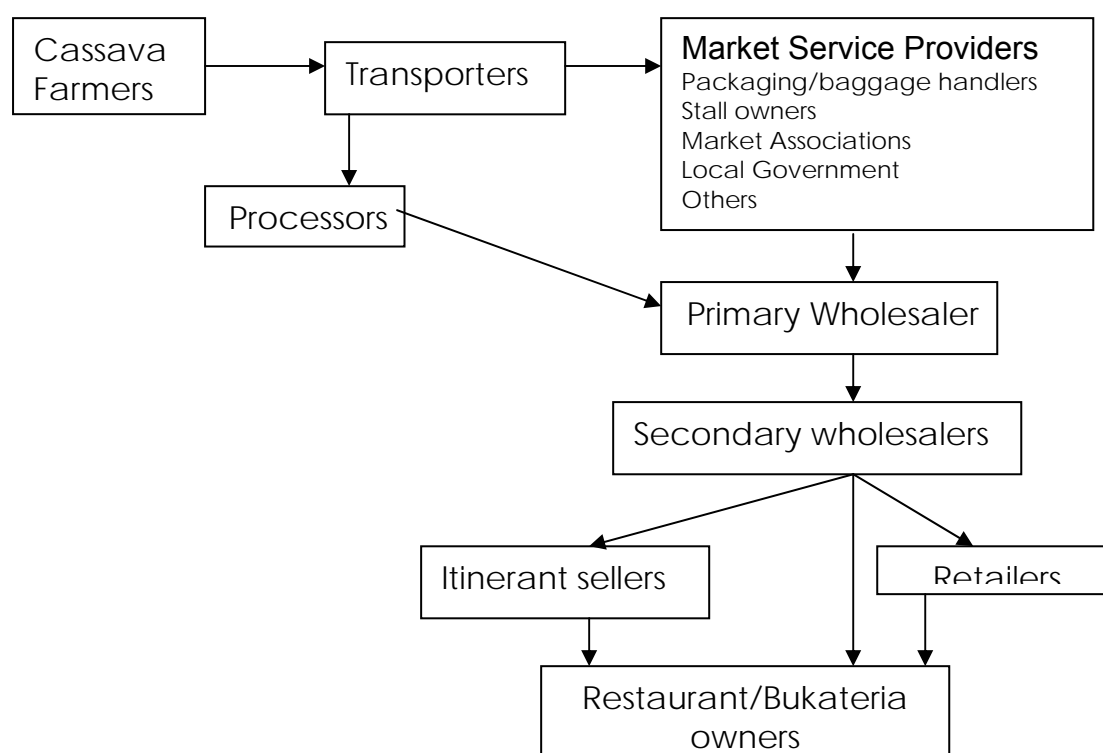 Cassava
Farmers
Transporters
Market Service Providers
Packaging/baggage handlers
Stall owners
Market Associations
Local Government
Others
Processors
Primary Wholesaler
Secondary wholesalers
Itinerant sellers
Retailers
Restaurant/Bukateria
owners